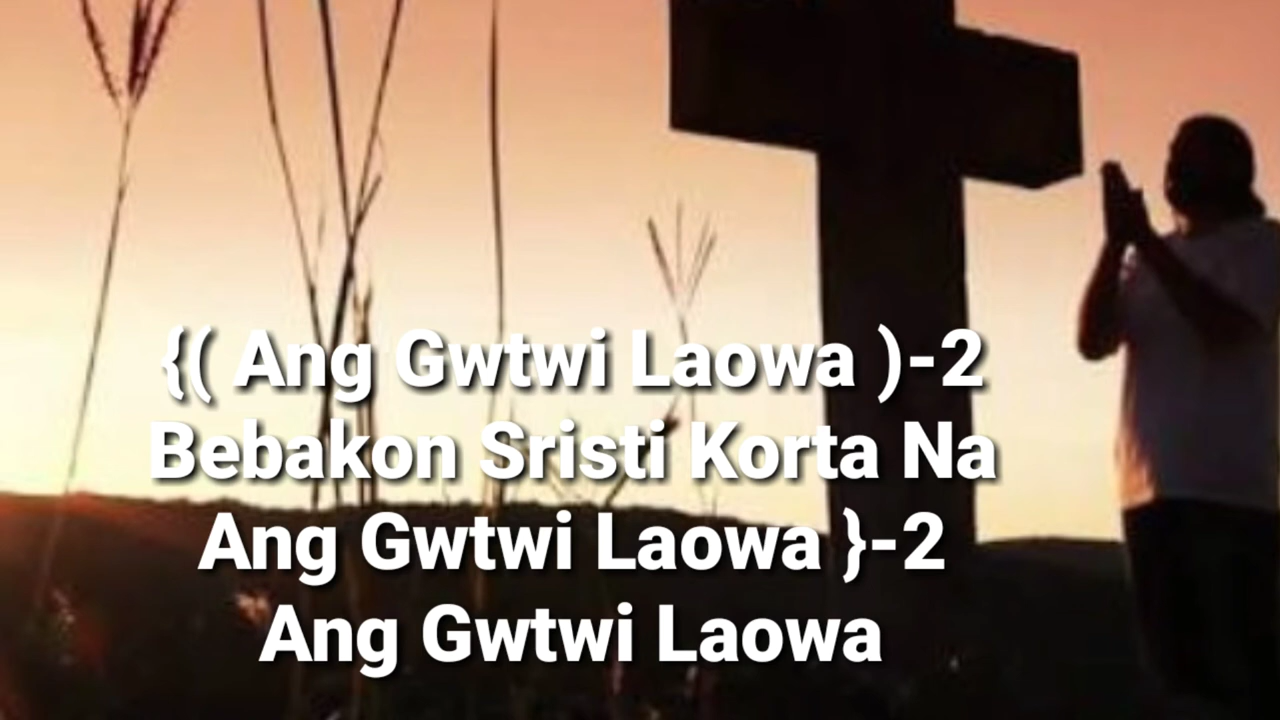 {( Ang Gwtwi Laowa )-2
Bebakon Sristi Korta Na
Ang Gwtwi Laowa }-2
Ang Gwtwi Laowa